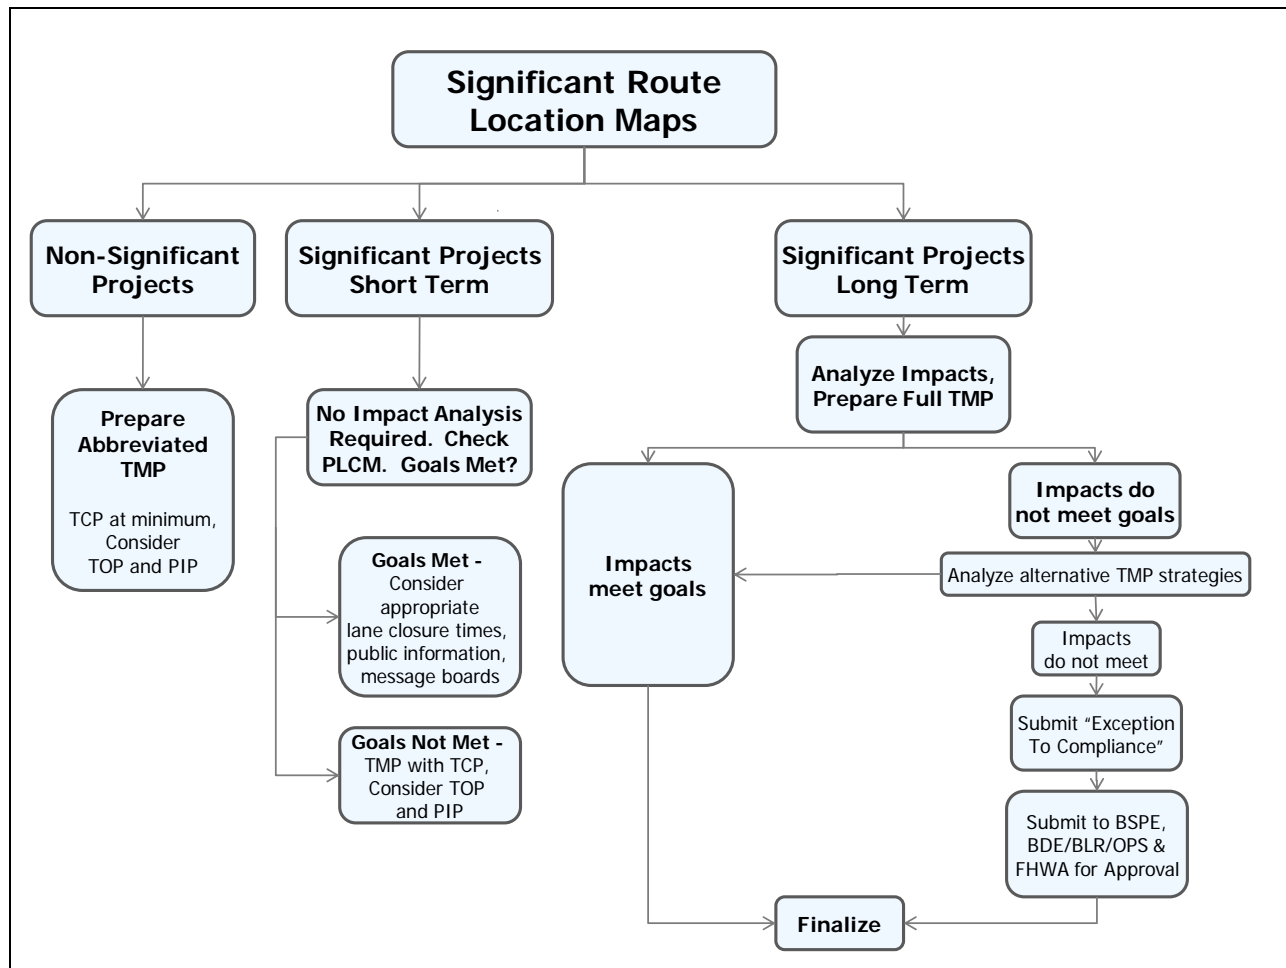 Significant Route
Location Maps
Non-Significant
Projects
Significant Projects
Short Term
Significant Projects
Long Term
Prepare
Abbreviated
TMP
TCP at minimum,
Consider
TOP and PIP
No Impact Analysis
Required.  Check
PLCM.  Goals Met?
Goals Met -
Consider
appropriate
lane closure times,
public information,
message boards
Goals Not Met -
TMP with TCP,
Consider TOP
and PIP
Analyze Impacts,
Prepare Full TMP
Impacts
meet goals
Impacts do
not meet goals
Analyze alternative TMP strategies
Impacts
do not meet
Submit “Exception
To Compliance”
Submit to BSPE,
BDE/BLR/OPS &
FHWA for Approval
Finalize